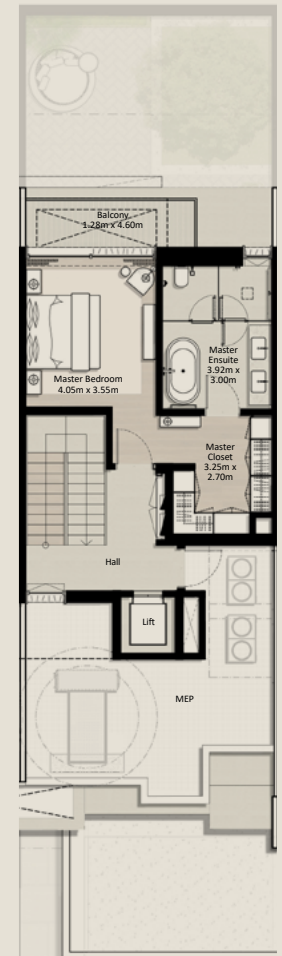 Balcony
1.28m x 4.60m
Master Bedroom
4.05m x 3.55m
Master
Ensuite
3.92m x
3.00m
Master
Closet
3.25m x
2.70m
Hall
Lift
MEP